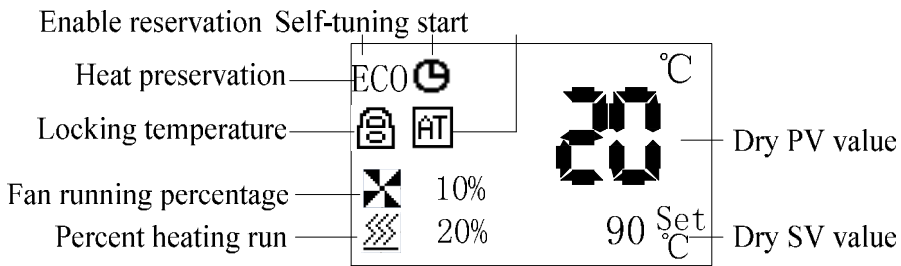 Enable reservation Self-tuning start
Heat preservation ECO °C
Locking temperature AT 20 Dry PV value
Fan running percentage 10%
Percent heating run 20% 90 Set °C Dry SV value